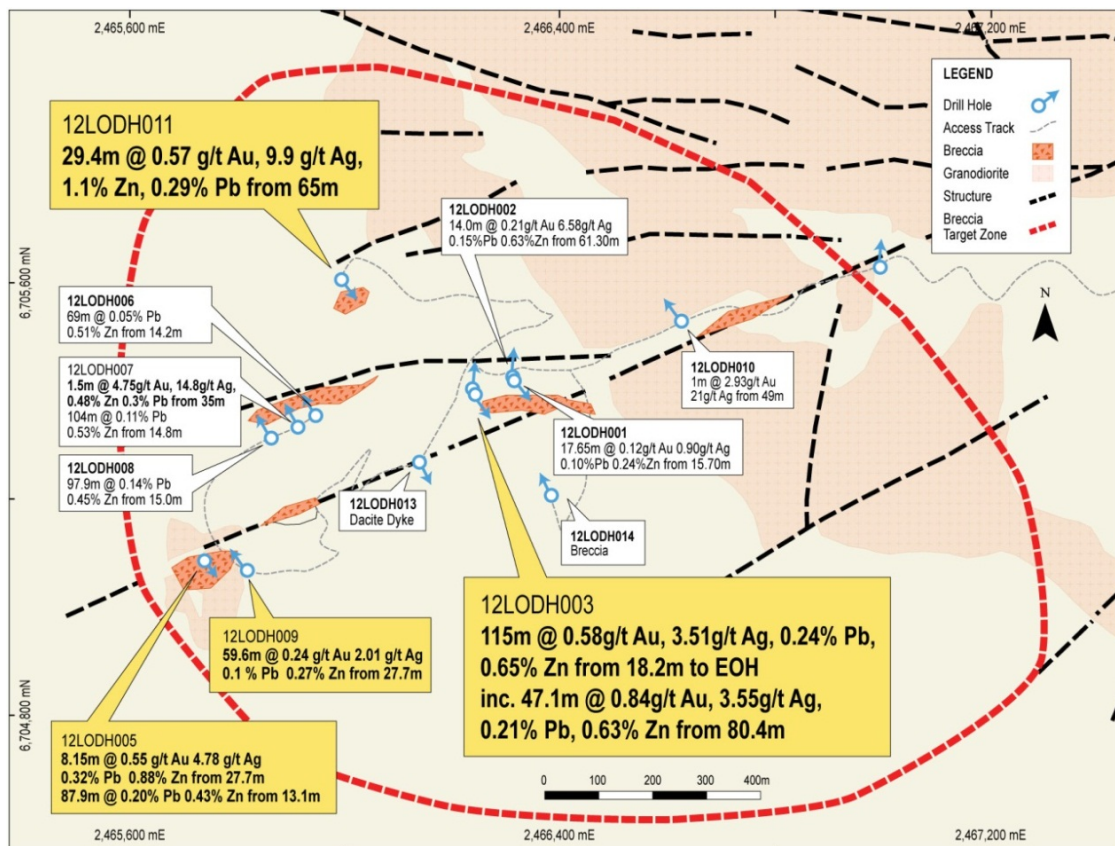 2,465,600 mE
2,466,400 mE
2,467,200 mE
LEGEND
Drill Hole
Access Track
Breccia
Granodiorite
Structure
Breccia
Target Zone
N
6,705,600 mN
6,704,800 mN
12LODH011
29.4m @ 0.57 g/t Au, 9.9 g/t Ag,
1.1% Zn, 0.29% Pb from 65m
12LODH002
14.0m @ 0.21g/t Au 6.58g/t Ag
0.15%Pb 0.63%Zn from 61.30m
12LODH006
69m @ 0.05% Pb
0.51% Zn from 14.2m
12LODH007
1.5m @ 4.75g/t Au, 14.8g/t Ag,
0.48% Zn 0.3% Pb from 35m
104m @ 0.11% Pb
0.53% Zn from 14.8m
12LODH008
97.9m @ 0.14% Pb
0.45% Zn from 15.0m
12LODH010
1m @ 2.93g/t Au
21g/t Ag from 49m
12LODH001
17.65m @ 0.12g/t Au 0.90g/t Ag
0.10%Pb 0.24%Zn from 15.70m
12LODH013
Dacite Dyke
12LODH014
Breccia
12LODH009
59.6m @ 0.24 g/t Au 2.01 g/t Ag
0.1 % Pb 0.27% Zn from 27.7m
12LODH003
115m @ 0.58g/t Au, 3.51g/t Ag, 0.24% Pb,
0.65% Zn from 18.2m to EOH
inc. 47.1m @ 0.84g/t Au, 3.55g/t Ag,
0.21% Pb, 0.63% Zn from 80.4m
12LODH005
8.15m @ 0.55 g/t Au 4.78 g/t Ag
0.32% Pb 0.88% Zn from 27.7m
87.9m @ 0.20% Pb 0.43% Zn from 13.1m
0 100 200 300 400m
2,465,600 mE
2,466,400 mE
2,467,200 mE